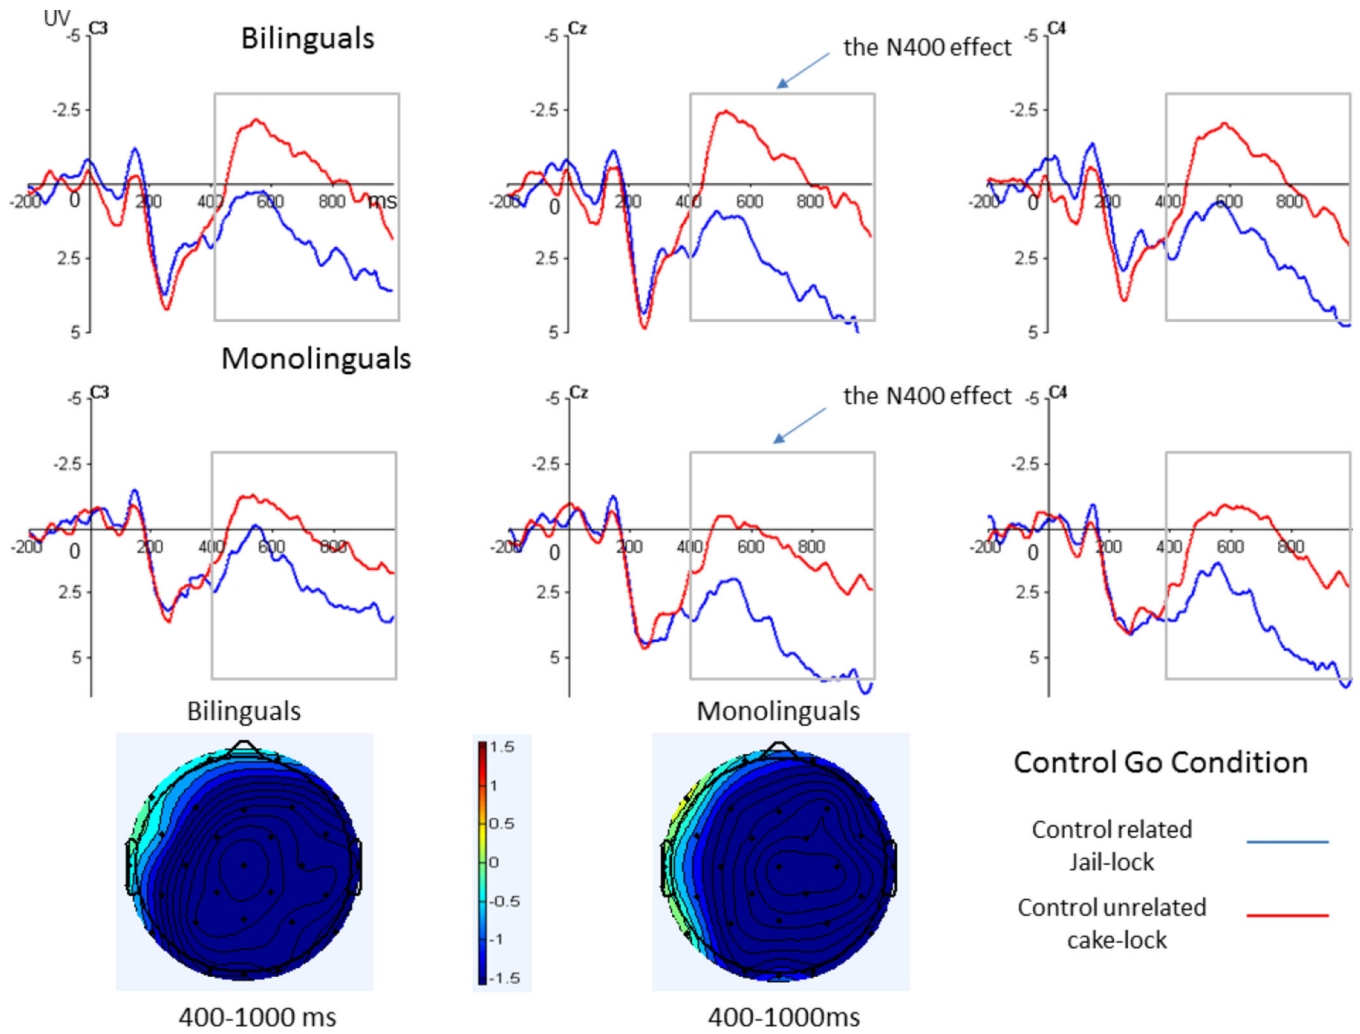 UV
C3
Bilinguals
Cz
the N400 effect
C4
-5
-5
-5
-2.5
-2.5
-2.5
-200 0 200 400 600 ms
-200 0 200 400 600 800
-200 0 200 400 600 800
2.5
2.5
2.5
5
5
5
Monolinguals
C3
Cz
the N400 effect
C4
-5
-5
-5
-2.5
-2.5
-2.5
-200 0 200 400 600 800
-200 0 200 400 600 800
-200 0 200 400 600 800
2.5
2.5
2.5
5
5
5
Bilinguals
Monolinguals
1.5
1
0.5
0
-0.5
-1
-1.5
Control Go Condition
Control related
Jail-lock
Control unrelated
cake-lock
400-1000 ms
400-1000ms